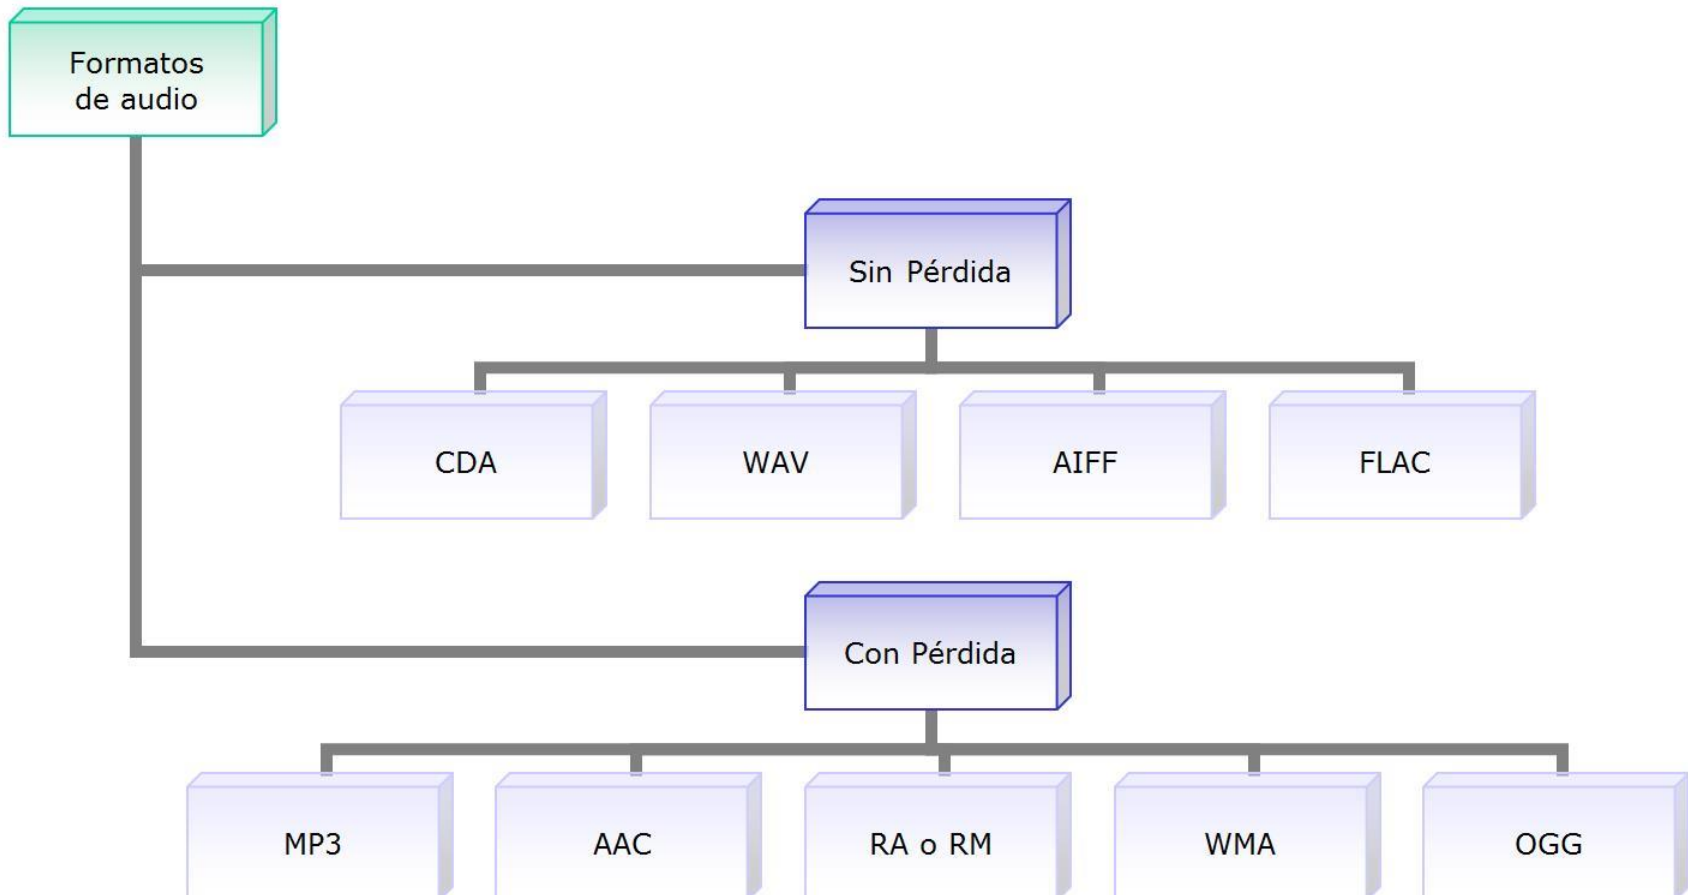 Formatos
de audio
Sin Pérdida
CDA
WAV
AIFF
FLAC
Con Pérdida
MP3
AAC
RA o RM
WMA
OGG